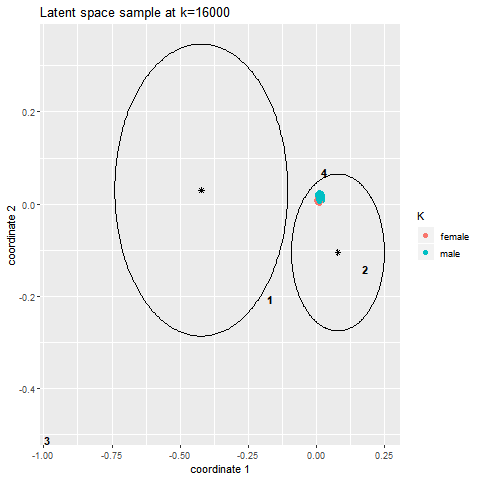 Latent space sample at k=16000
coordinate 2
0.2
0.0
-0.2
-0.4
4
2
1
3
-1.00
-0.75
-0.50
-0.25
0.00
0.25
coordinate 1
K
female
male